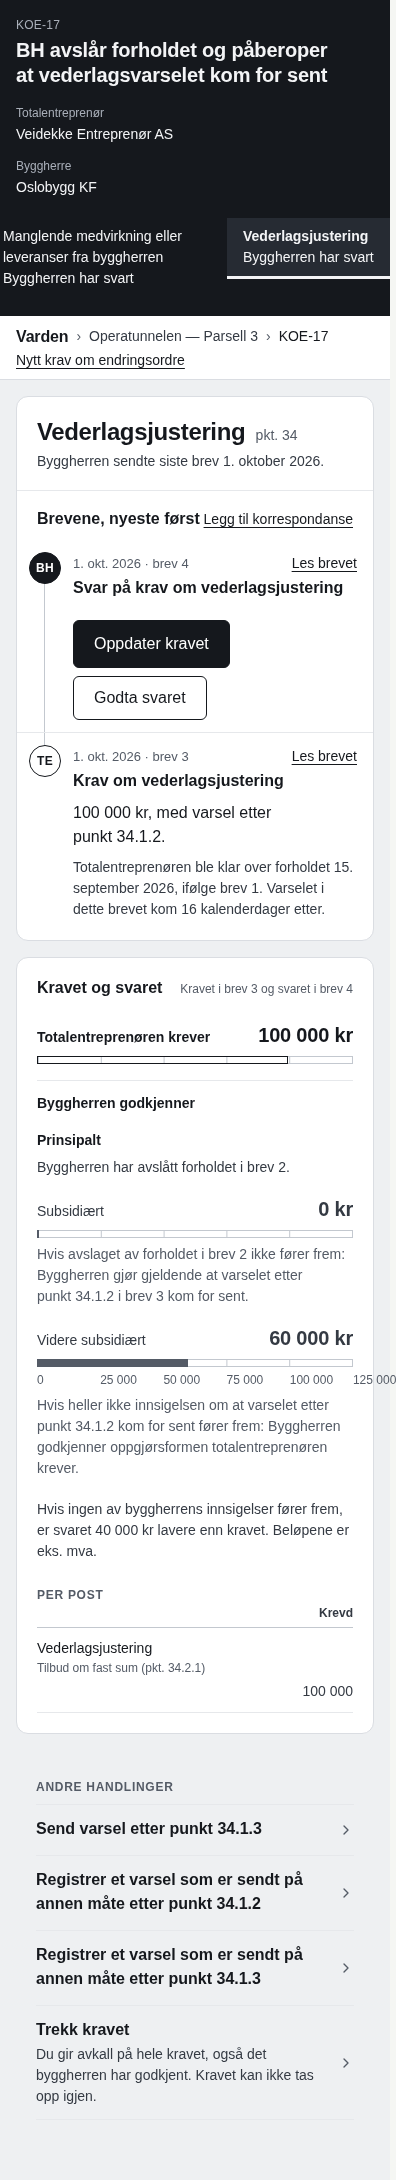 KOE-17
BH avslår forholdet og påberoper
at vederlagsvarselet kom for sent
Totalentreprenør
Veidekke Entreprenør AS
Byggherre
Oslobygg KF
Manglende medvirkning eller
leveranser fra byggherren
Byggherren har svart
Vederlagsjustering
Byggherren har svart
Varden › Operatunnelen — Parsell 3 › KOE-17
Nytt krav om endringsordre
Vederlagsjustering pkt. 34
Byggherren sendte siste brev 1. oktober 2026.
Brevene, nyeste først Legg til korrespondanse
BH
1. okt. 2026 · brev 4 Les brevet
Svar på krav om vederlagsjustering
Oppdater kravet
Godta svaret
TE
1. okt. 2026 · brev 3 Les brevet
Krav om vederlagsjustering
100 000 kr, med varsel etter
punkt 34.1.2.
Totalentreprenøren ble klar over forholdet 15.
september 2026, ifølge brev 1. Varselet i
dette brevet kom 16 kalenderdager etter.
Kravet og svaret Kravet i brev 3 og svaret i brev 4
Totalentreprenøren krever 100 000 kr
Byggherren godkjenner
Prinsipalt
Byggherren har avslått forholdet i brev 2.
Subsidiært 0 kr
Hvis avslaget av forholdet i brev 2 ikke fører frem:
Byggherren gjør gjeldende at varselet etter
punkt 34.1.2 i brev 3 kom for sent.
Videre subsidiært 60 000 kr
0 25 000 50 000 75 000 100 000 125 000
Hvis heller ikke innsigelsen om at varselet etter
punkt 34.1.2 kom for sent fører frem: Byggherren
godkjenner oppgjørsformen totalentreprenøren
krever.
Hvis ingen av byggherrens innsigelser fører frem,
er svaret 40 000 kr lavere enn kravet. Beløpene er
eks. mva.
PER POST
Krevd
Vederlagsjustering
Tilbud om fast sum (pkt. 34.2.1)
100 000
ANDRE HANDLINGER
Send varsel etter punkt 34.1.3
Registrer et varsel som er sendt på
annen måte etter punkt 34.1.2
Registrer et varsel som er sendt på
annen måte etter punkt 34.1.3
Trekk kravet
Du gir avkall på hele kravet, også det
byggherren har godkjent. Kravet kan ikke tas
opp igjen.